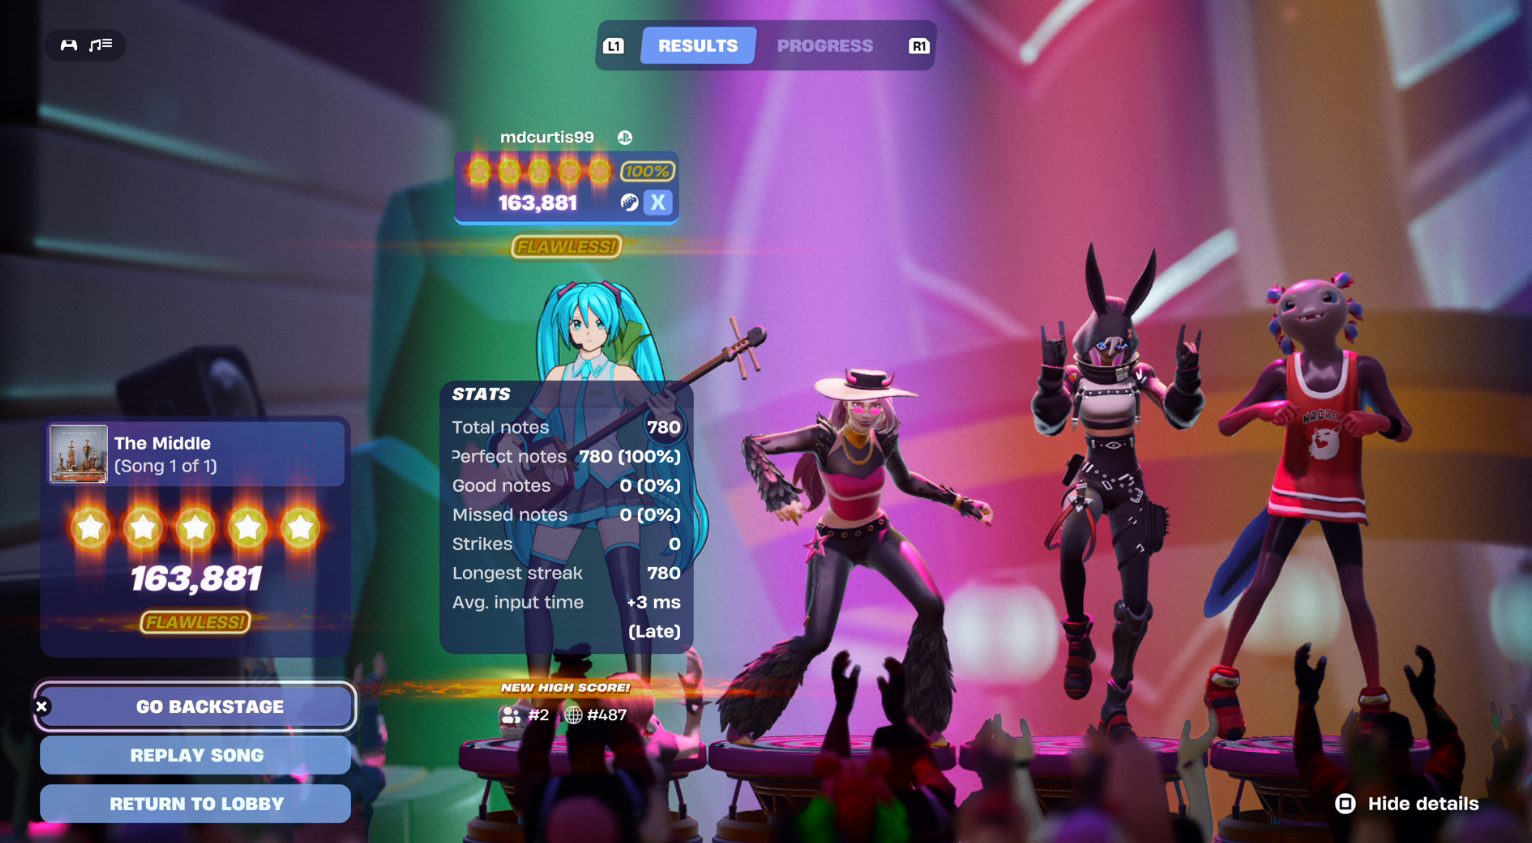 L1 RESULTS PROGRESS R1
mdcurtis99
100%
163,881 X
FLAWLESS!
STATS
Total notes 780
Perfect notes 780 (100%)
Good notes 0 (0%)
Missed notes 0 (0%)
Strikes 0
Longest streak 780
Avg. input time +3 ms
(Late)
NEW HIGH SCORE!
#2 #487
The Middle
(Song 1 of 1)
163,881
FLAWLESS!
GO BACKSTAGE
REPLAY SONG
RETURN TO LOBBY
Hide details